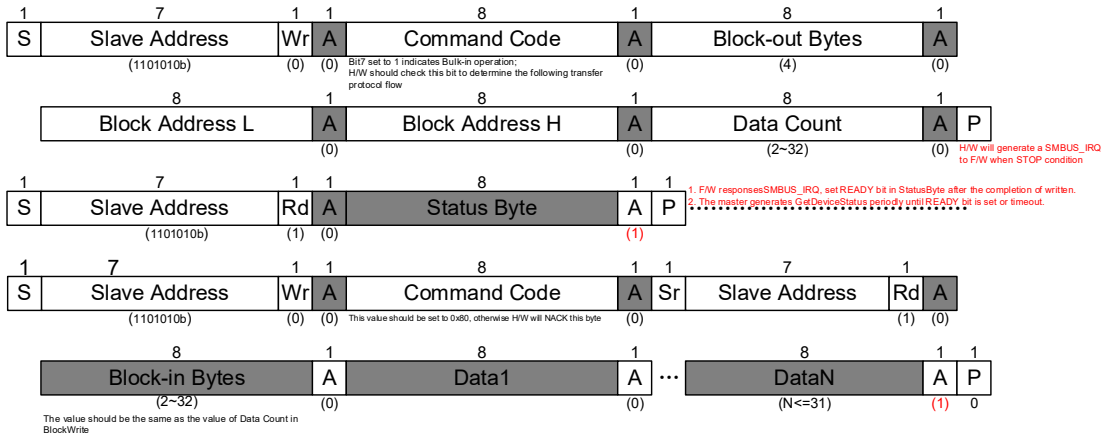 1 7 1 1 8 1 8 1
S Slave Address Wr A Command Code A Block-out Bytes A
(1101010b) (0) (0) Bit7 set to 1 indicates Bulk-in operation; (0) (4) (0)
H/W should check this bit to determine the following transfer
protocol flow
8 1 8 1 8 1
Block Address L A Block Address H A Data Count A P
(0) (0) (2~32) (0) H/W will generate a SMBUS_IRQ
to F/W when STOP condition
1 7 1 1 8 1 1
S Slave Address Rd A Status Byte A P
1. F/W responsesSMBUS_IRQ, set READY bit in StatusByte after the completion of written.
2. The master generates GetDeviceStatus periodly until READY bit is set or timeout.
(1101010b) (1) (0) (1)
1 7 1 1 8 1 1 7 1
S Slave Address Wr A Command Code A Sr Slave Address Rd A
(1101010b) (0) (0) This value should be set to 0x80, otherwise H/W will NACK this byte (0) (1) (0)
8 1 8 1 8 1 1
Block-in Bytes A Data1 A ... DataN A P
(2~32) (0) (0) (N<=31) (1) 0
The value should be the same as the value of Data Count in
BlockWrite